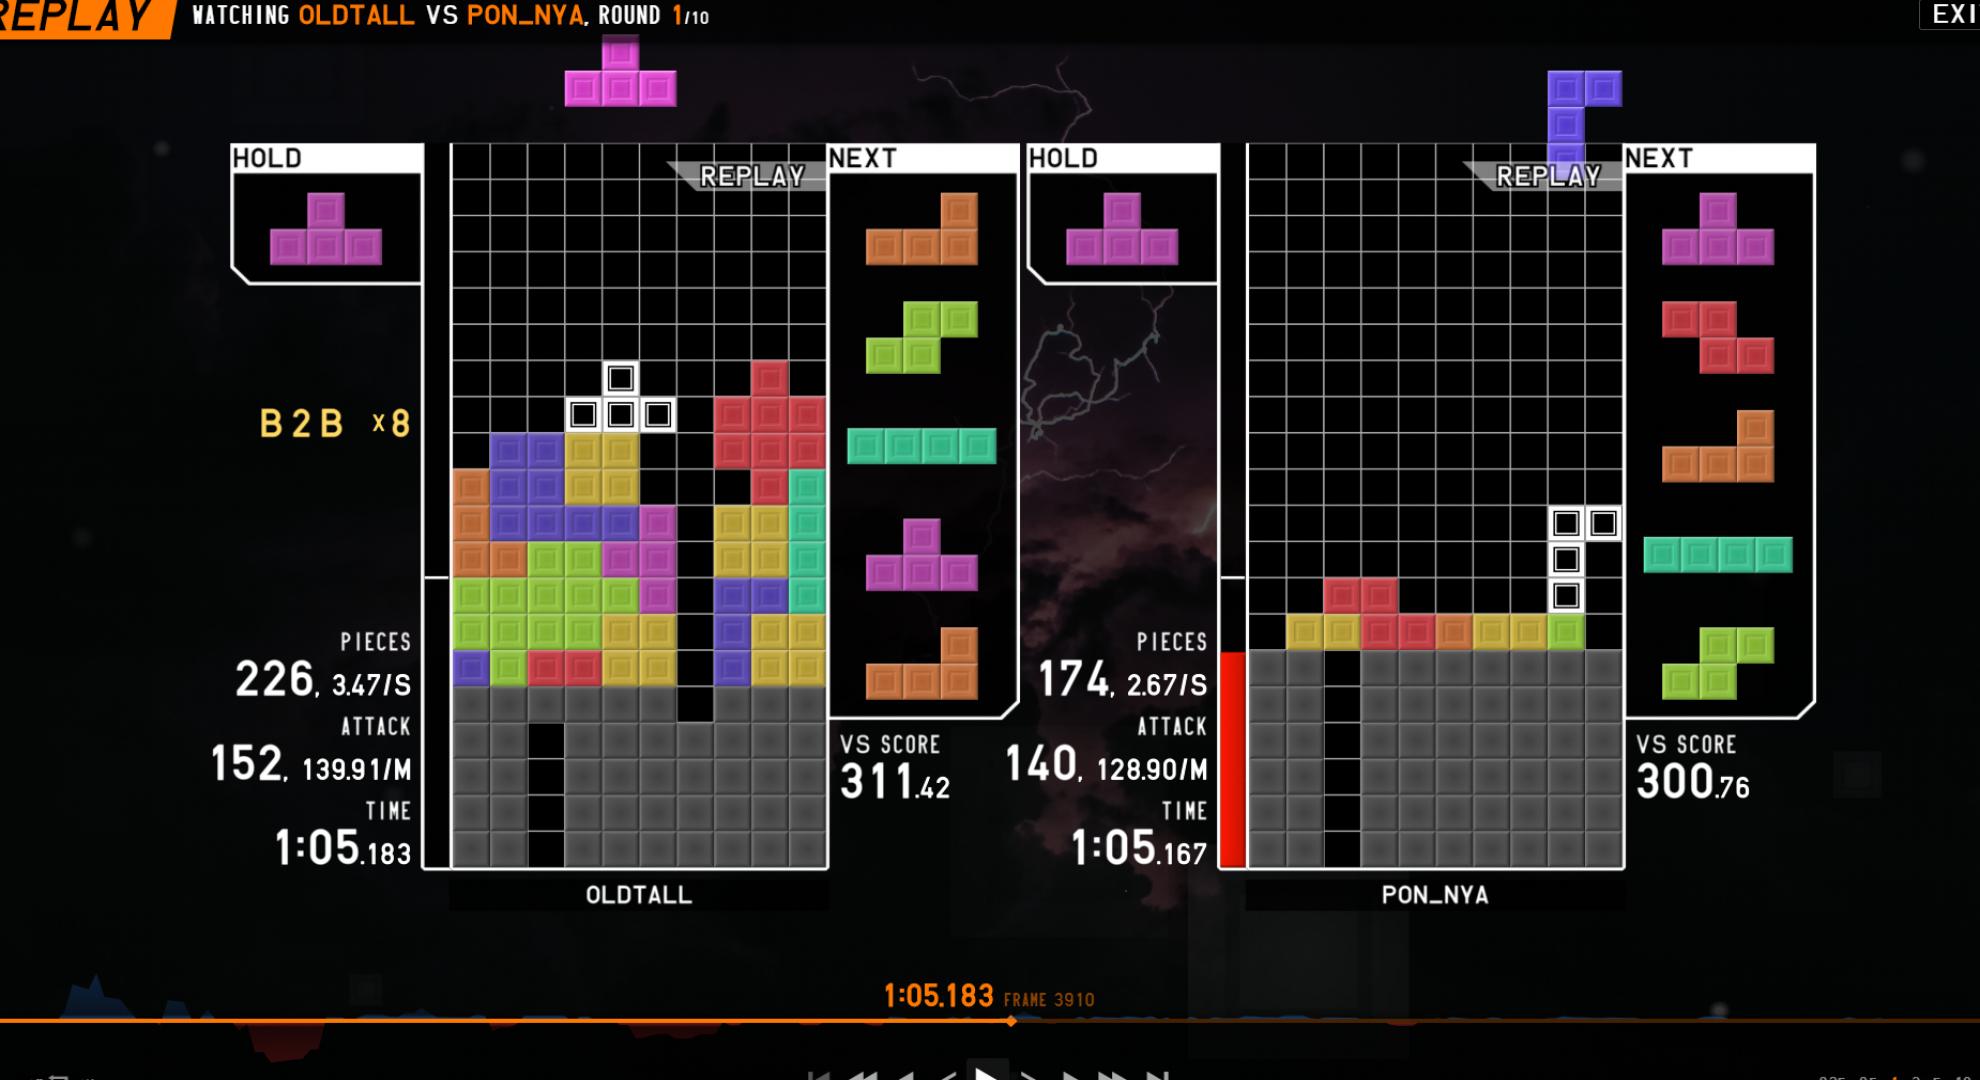 REPLAY
WATCHING OLDTALL VS PON_NYA, ROUND 1/10
EXI
HOLD
REPLAY
NEXT
B2B x8
PIECES
226, 3.47/S
ATTACK
152, 139.91/M
TIME
1:05.183
VS SCORE
311.42
OLDTALL
HOLD
REPLAY
NEXT
PIECES
174, 2.67/S
ATTACK
140, 128.90/M
TIME
1:05.167
VS SCORE
300.76
PON_NYA
1:05.183 FRAME 3910